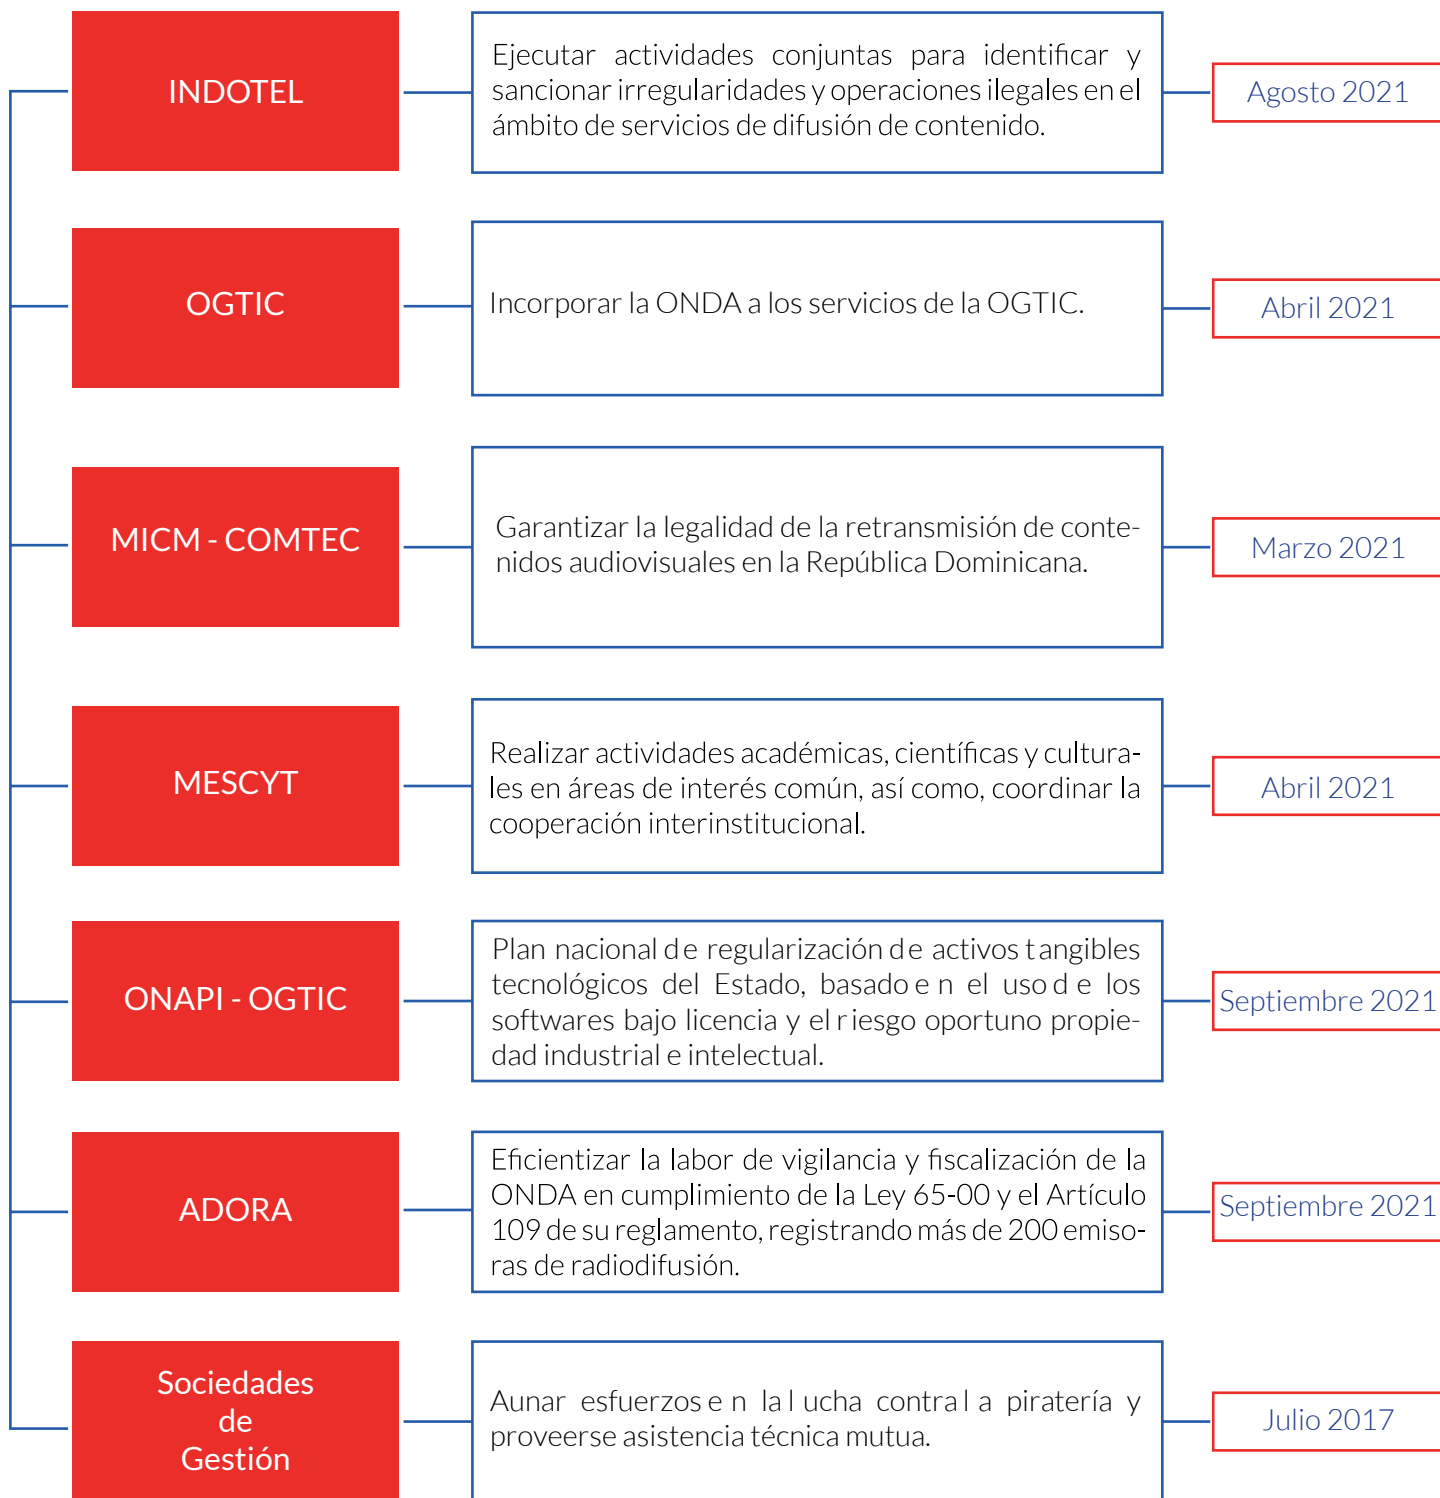 INDOTEL
Ejecutar actividades conjuntas para identificar y
sancionar irregularidades y operaciones ilegales en el
ámbito de servicios de difusión de contenido.
Agosto 2021
OGTIC
Incorporar la ONDA a los servicios de la OGTIC.
Abril 2021
MICM - COMTEC
Garantizar la legalidad de la retransmisión de conte-
nidos audiovisuales en la República Dominicana.
Marzo 2021
MESCYT
Realizar actividades académicas, científicas y cultura-
les en áreas de interés común, así como, coordinar la
cooperación interinstitucional.
Abril 2021
ONAPI - OGTIC
Plan nacional de regularización de activos tangibles
tecnológicos del Estado, basado en el uso de los
softwares bajo licencia y el riesgo oportuno propie-
dad industrial e intelectual.
Septiembre 2021
ADORA
Eficientizar la labor de vigilancia y fiscalización de la
ONDA en cumplimiento de la Ley 65-00 y el Artículo
109 de su reglamento, registrando más de 200 emiso-
ras de radiodifusión.
Septiembre 2021
Sociedades
de
Gestión
Aunar esfuerzos en la lucha contra la piratería y
proveerse asistencia técnica mutua.
Julio 2017